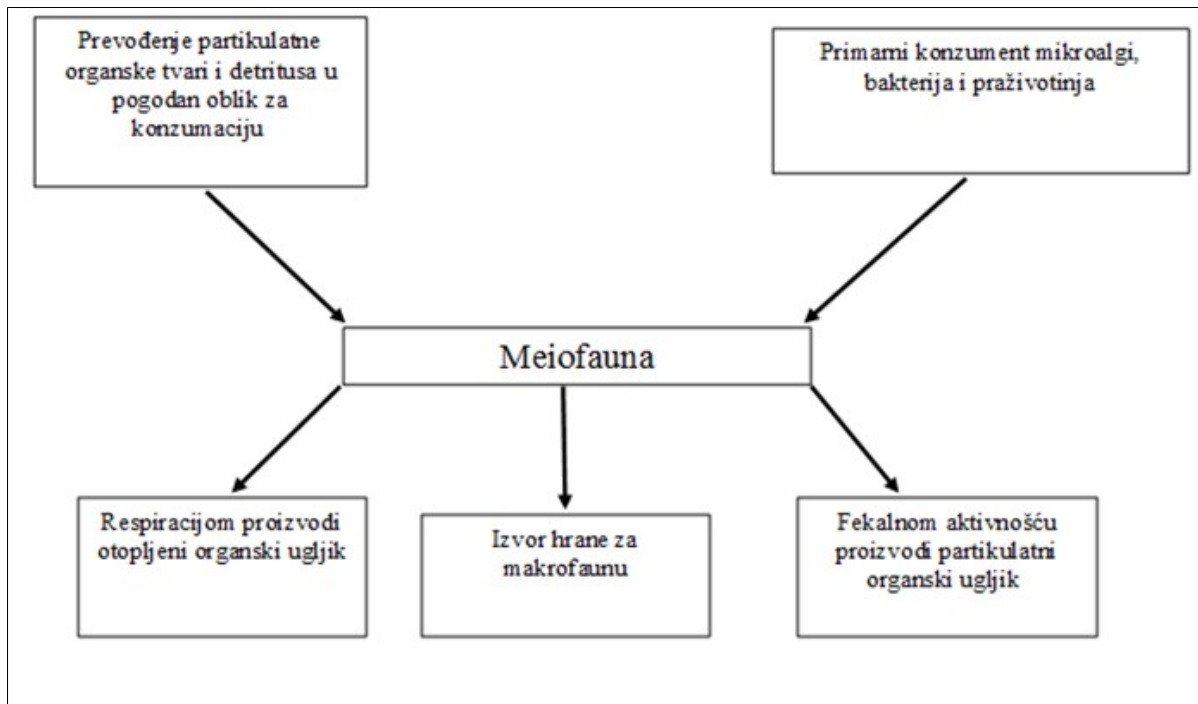 Prevođenje partikulatne
organske tvari i detritusa u
pogodan oblik za
konzumaciju
Primarni konzument mikroalgi,
bakterija i praživotinja
Meiofauna
Respiracijom proizvodi
otopljeni organski ugljik
Izvor hrane za
makrofaunu
Fekalnom aktivnošću
proizvodi partikulatni
organski ugljik